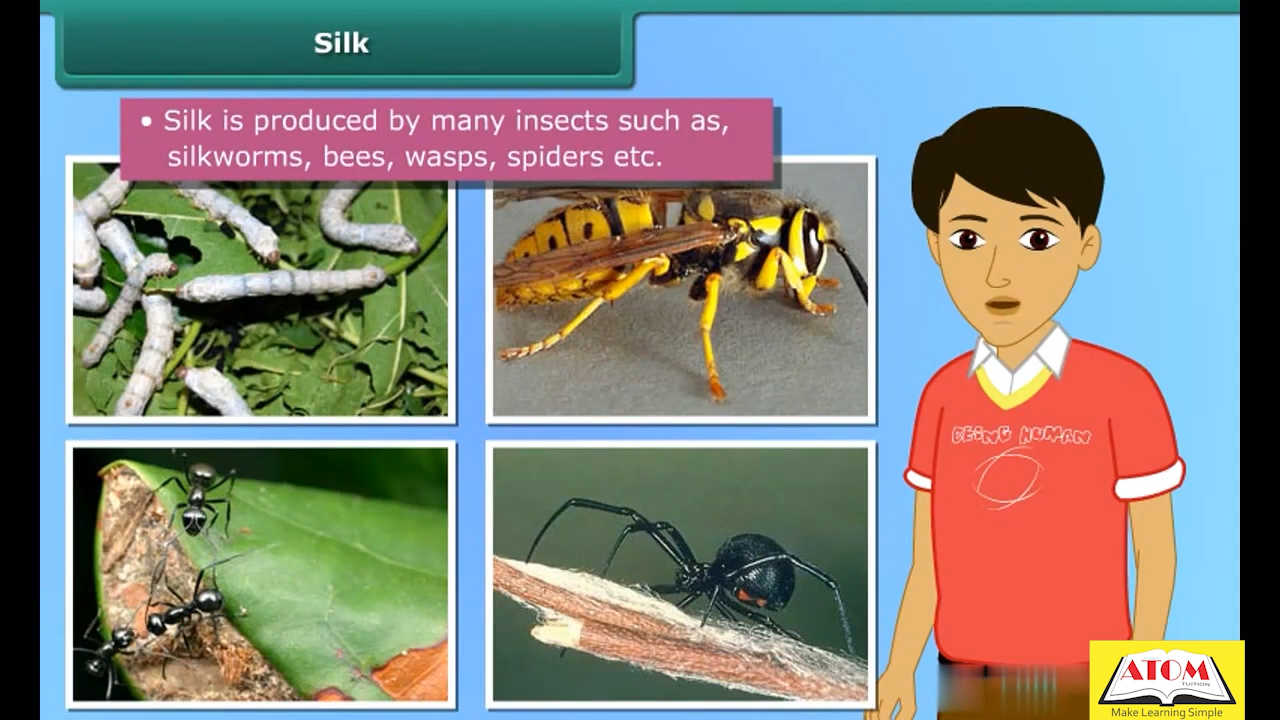 Silk
• Silk is produced by many insects such as,
silkworms, bees, wasps, spiders etc.
BEING HUMAN
ATOM
TUITION
Make Learning Simple